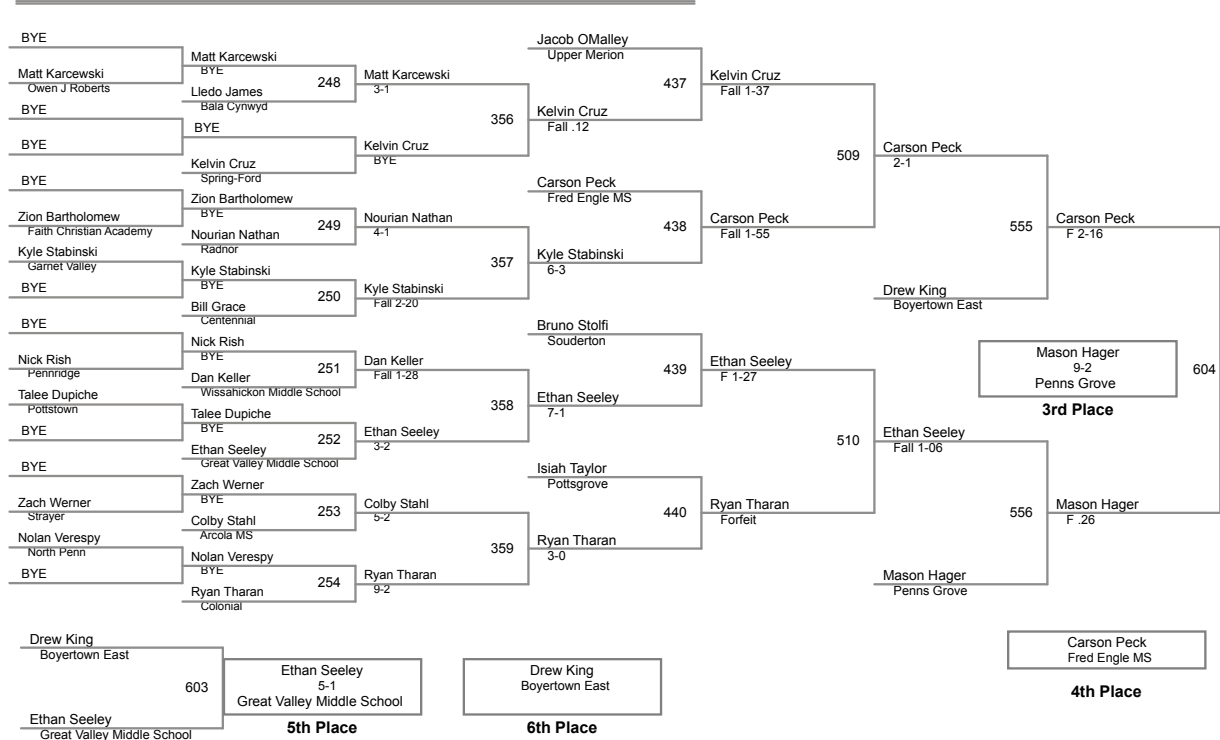 BYE
Matt Karcewski
Owen J Roberts
BYE
BYE
BYE
Zion Bartholomew
Faith Christian Academy
Kyle Stabinski
Garnet Valley
BYE
BYE
Nick Rish
Pennridge
Talee Dupiche
Pottstown
BYE
BYE
Zach Werner
Strayer
Nolan Verespy
North Penn
BYE
Matt Karcewski
BYE
248
Lledo James
Bala Cynwyd
BYE
Kelvin Cruz
Spring-Ford
Zion Bartholomew
BYE
249
Nourian Nathan
Radnor
Kyle Stabinski
BYE
250
Bill Grace
Centennial
Nick Rish
BYE
251
Dan Keller
Wissahickon Middle School
Talee Dupiche
BYE
252
Ethan Seeley
Great Valley Middle School
Zach Werner
BYE
253
Colby Stahl
Arcola MS
Nolan Verespy
BYE
254
Ryan Tharan
Colonial
Matt Karcewski
3-1
356
Kelvin Cruz
BYE
Nourian Nathan
4-1
357
Kyle Stabinski
Fall 2-20
Dan Keller
Fall 1-28
358
Ethan Seeley
3-2
Colby Stahl
5-2
359
Ryan Tharan
9-2
Jacob OMalley
Upper Merion
437
Kelvin Cruz
Fall .12
Carson Peck
Fred Engle MS
438
Kyle Stabinski
6-3
Bruno Stolfi
Souderton
439
Ethan Seeley
7-1
Isiah Taylor
Pottsgrove
440
Ryan Tharan
3-0
Kelvin Cruz
Fall 1-37
509
Carson Peck
Fall 1-55
Ethan Seeley
F 1-27
510
Ryan Tharan
Forfeit
Carson Peck
2-1
555
Drew King
Boyertown East
Ethan Seeley
Fall 1-06
556
Mason Hager
Penns Grove
Carson Peck
F 2-16
604
Mason Hager
F .26
Mason Hager
9-2
Penns Grove
3rd Place
Drew King
Boyertown East
603
Ethan Seeley
Great Valley Middle School
Ethan Seeley
5-1
Great Valley Middle School
5th Place
Drew King
Boyertown East
6th Place
Carson Peck
Fred Engle MS
4th Place